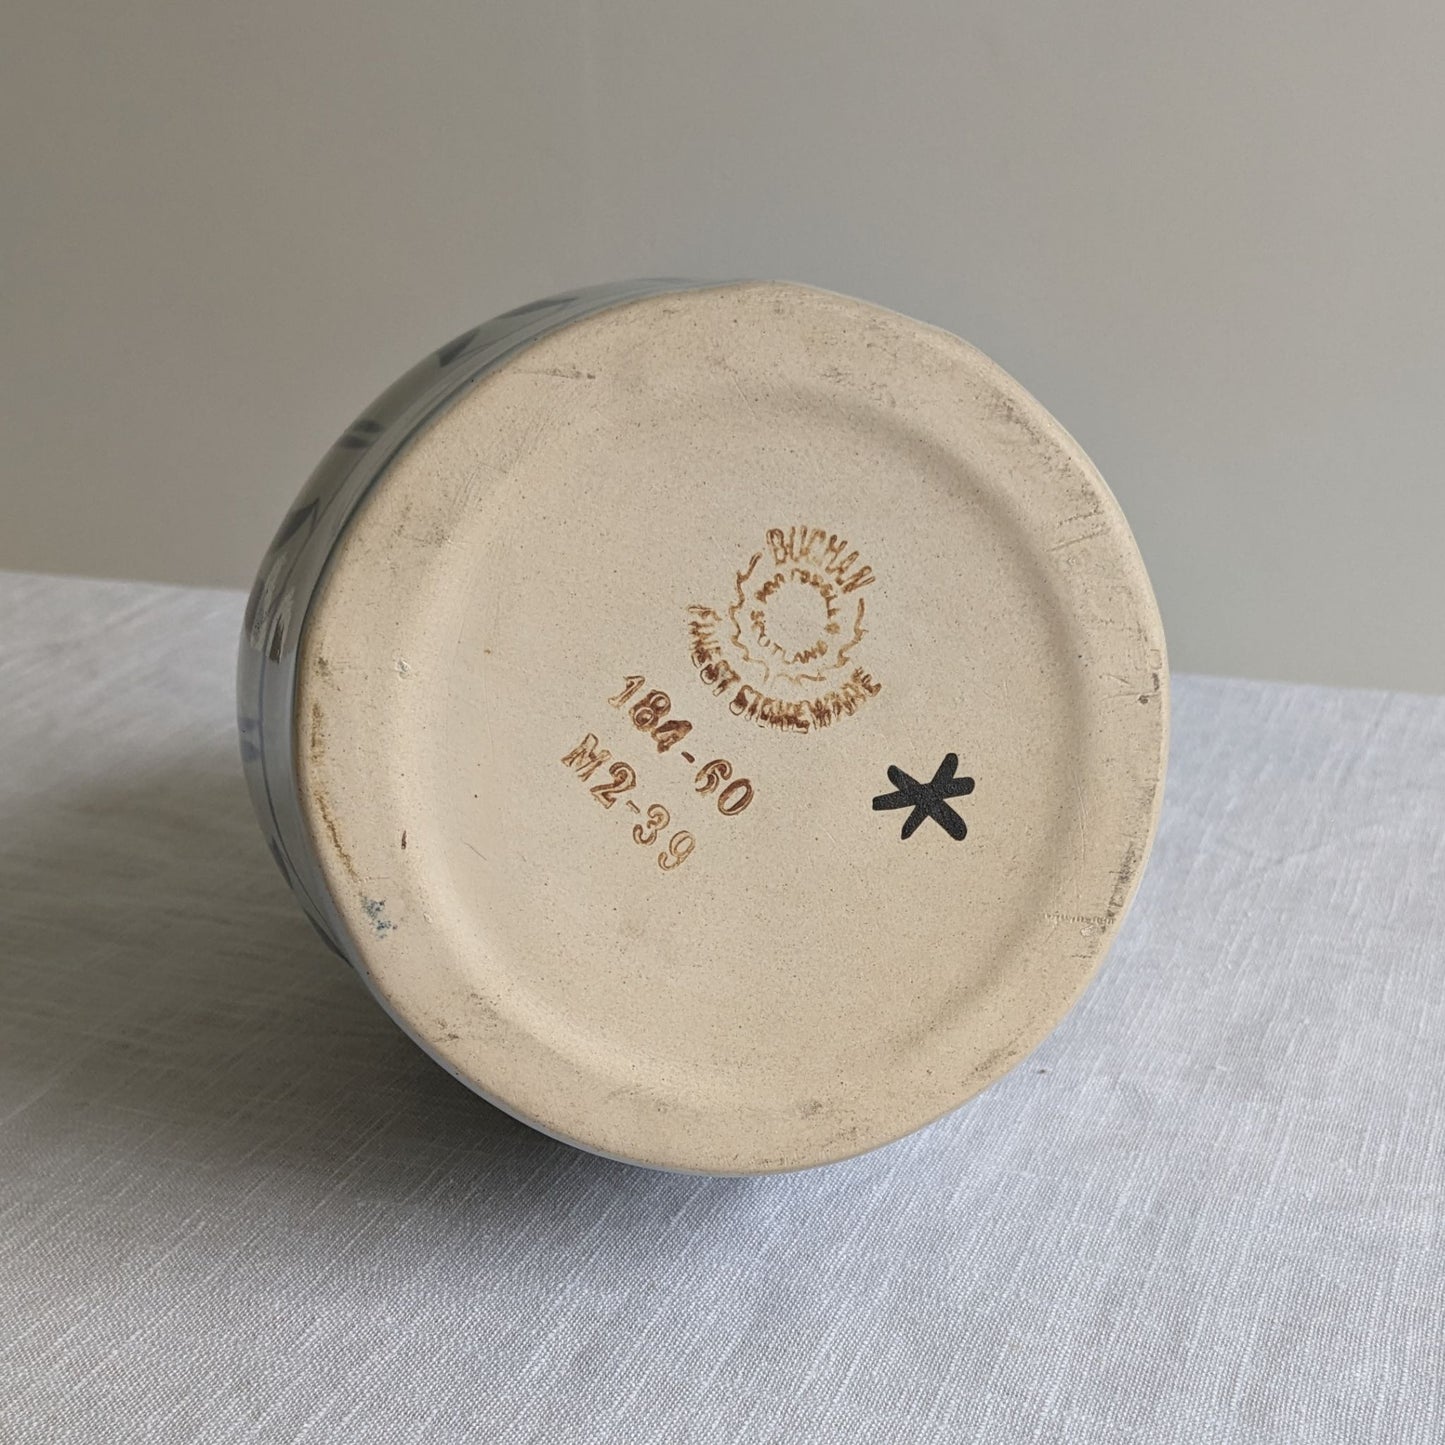 BUCHAN
PORTOBELLO
SCOTLAND
FINEST STONEWARE
184-60
M2-39